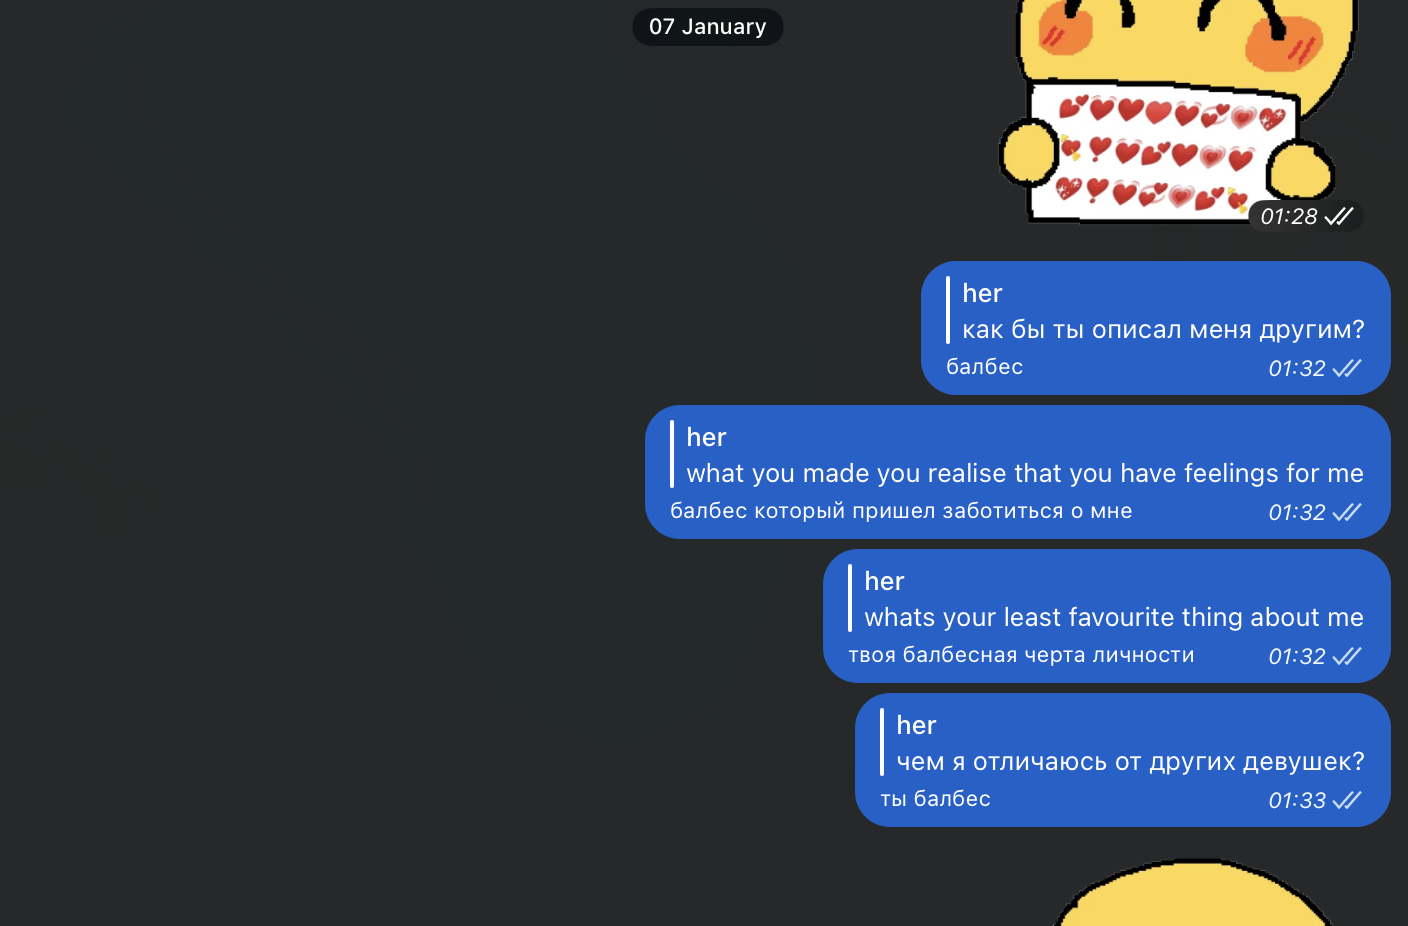 07 January
01:28
her
как бы ты описал меня другим?
балбес 01:32
her
what you made you realise that you have feelings for me
балбес который пришел заботиться о мне 01:32
her
whats your least favourite thing about me
твоя балбесная черта личности 01:32
her
чем я отличаюсь от других девушек?
ты балбес 01:33